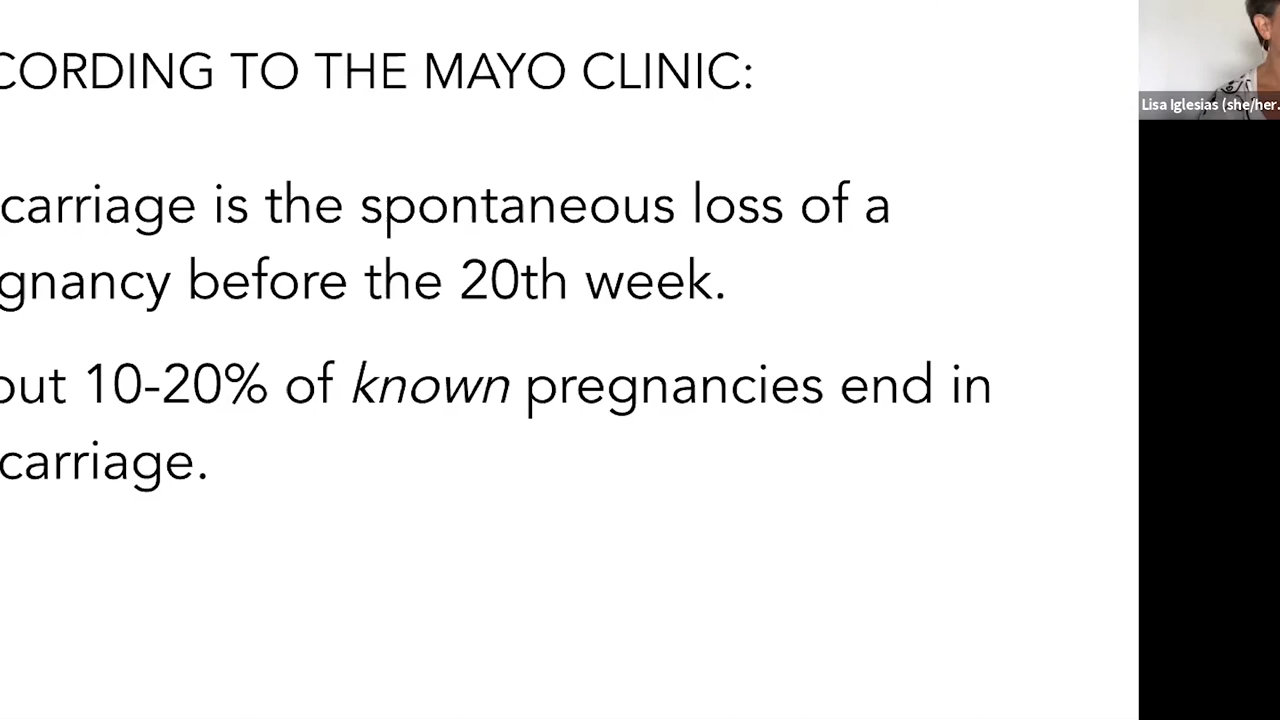 CORDING TO THE MAYO CLINIC:
carriage is the spontaneous loss of a
gnancy before the 20th week.
out 10-20% of known pregnancies end in
carriage.
Lisa Iglesias (she/her.